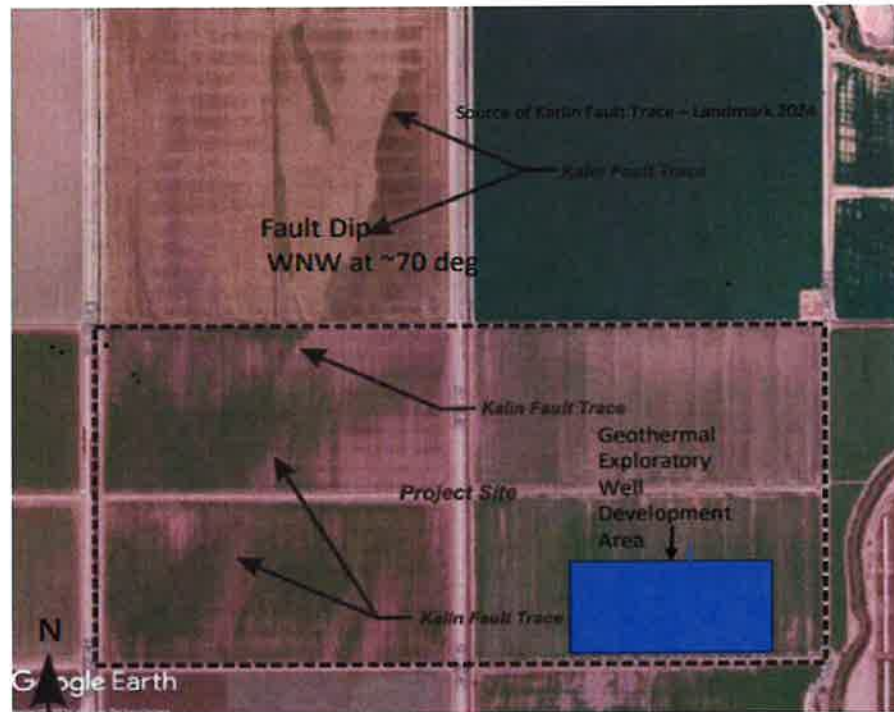 Source of Karlin Fault Trace – Landmark 2024
Kalin Fault Trace
Fault Dip
WNW at ~70 deg
Kalin Fault Trace
Geothermal
Exploratory
Well
Development
Area
Project Site
Kalin Fault Trace
N
Google Earth